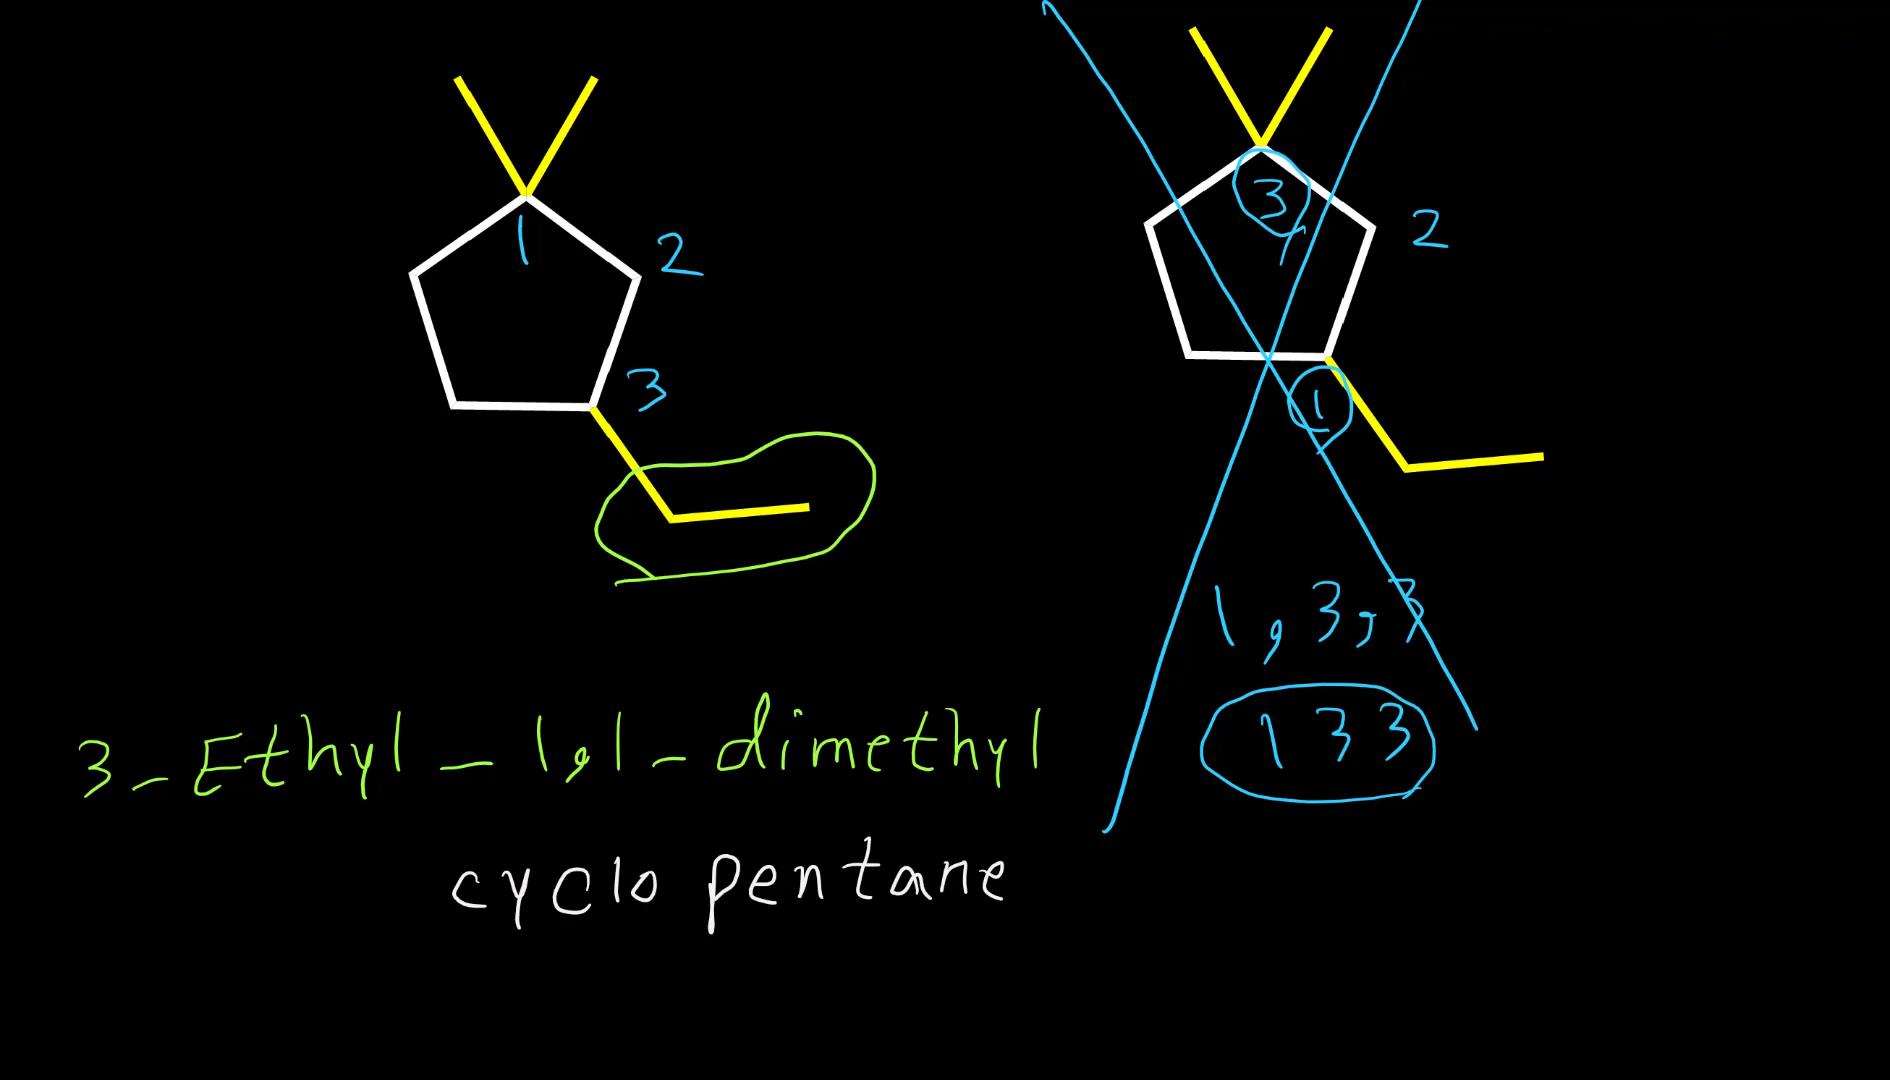 1
2
3
3
2
1
1, 3, 3
1 3 3
3-Ethyl-1,1-dimethyl
cyclopentane